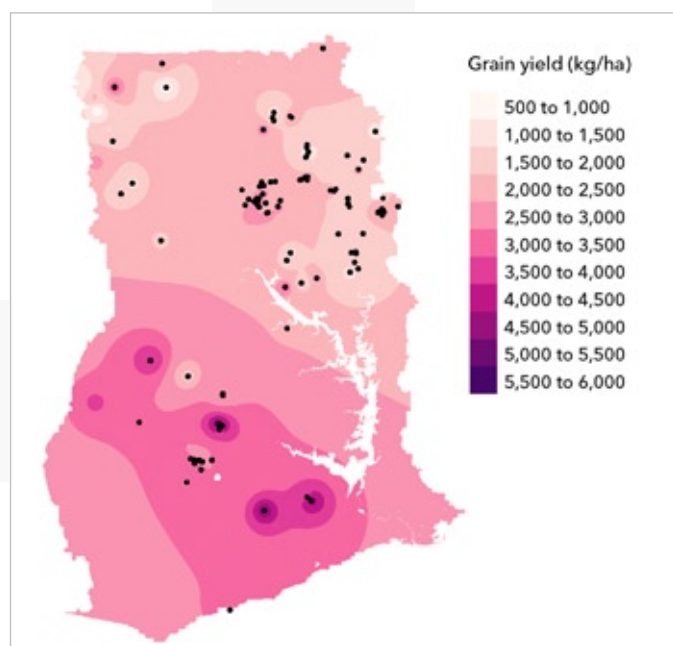 Grain yield (kg/ha)
500 to 1,000
1,000 to 1,500
1,500 to 2,000
2,000 to 2,500
2,500 to 3,000
3,000 to 3,500
3,500 to 4,000
4,000 to 4,500
4,500 to 5,000
5,000 to 5,500
5,500 to 6,000